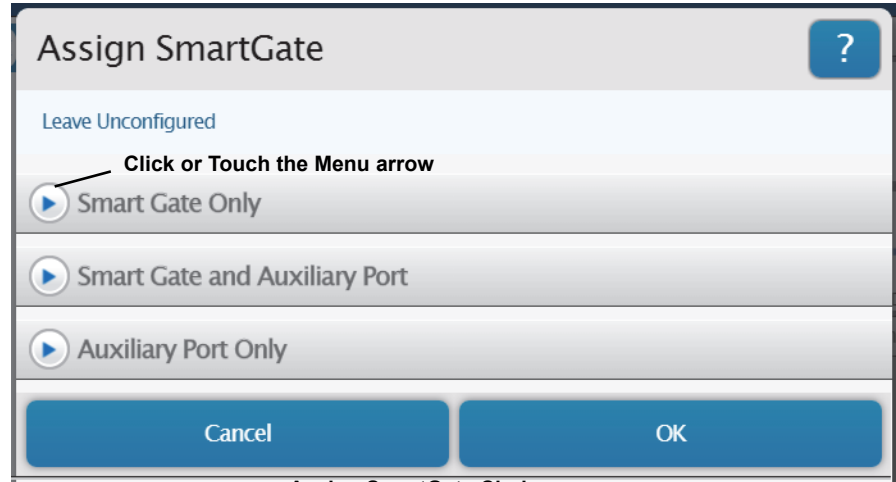 Assign SmartGate
?
Leave Unconfigured
Click or Touch the Menu arrow
Smart Gate Only
Smart Gate and Auxiliary Port
Auxiliary Port Only
Cancel
OK